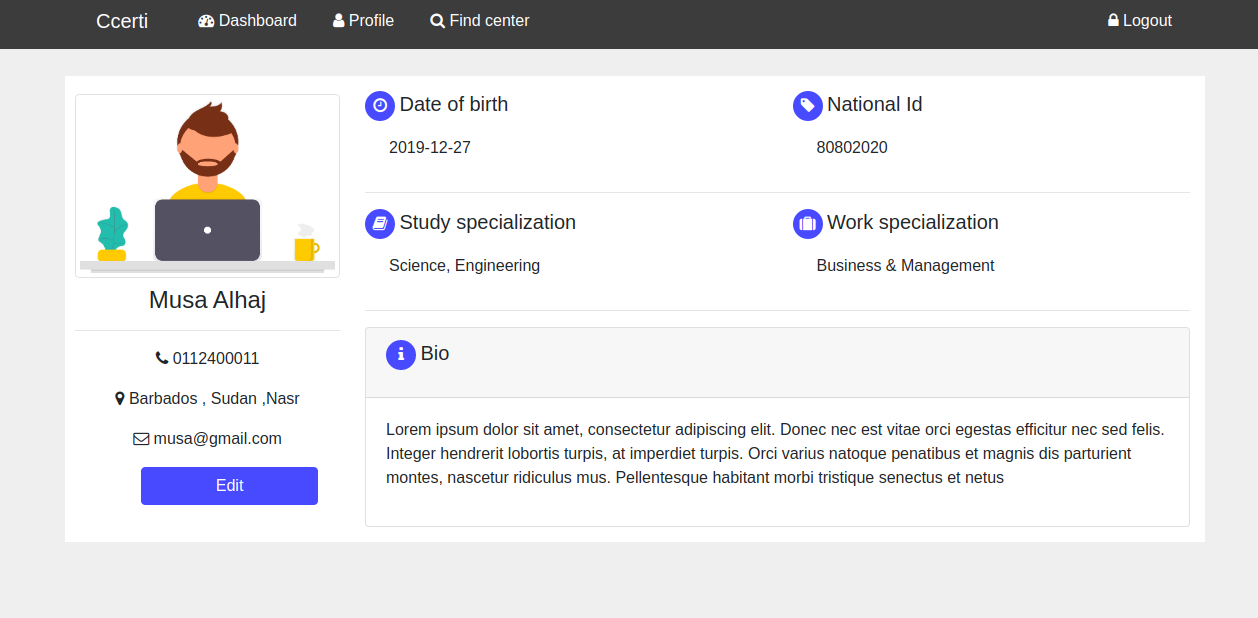 Ccerti Dashboard Profile Find center Logout
Musa Alhaj
0112400011
Barbados , Sudan ,Nasr
musa@gmail.com
Edit
Date of birth
2019-12-27
National Id
80802020
Study specialization
Science, Engineering
Work specialization
Business & Management
Bio
Lorem ipsum dolor sit amet, consectetur adipiscing elit. Donec nec est vitae orci egestas efficitur nec sed felis.
Integer hendrerit lobortis turpis, at imperdiet turpis. Orci varius natoque penatibus et magnis dis parturient
montes, nascetur ridiculus mus. Pellentesque habitant morbi tristique senectus et netus